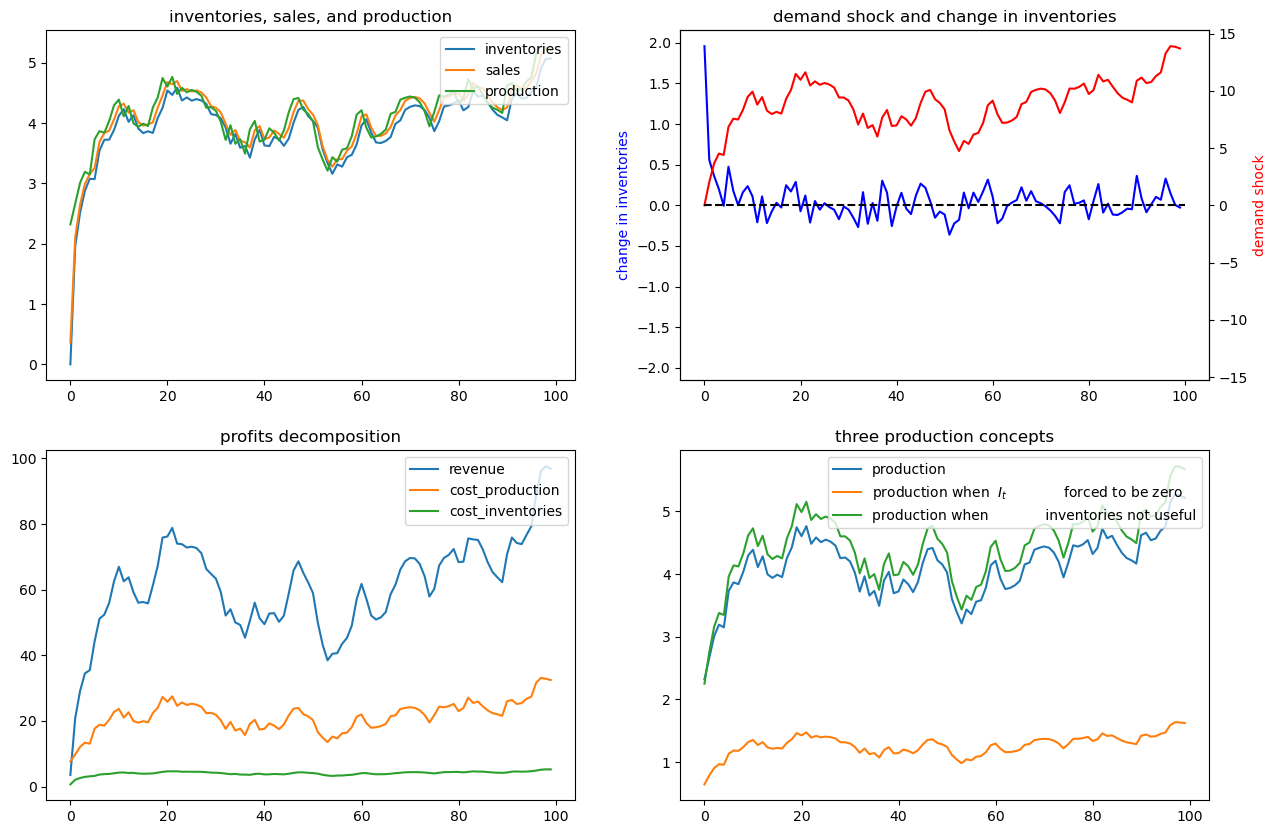 inventories, sales, and production
inventories
sales
production
5
4
3
2
1
0
0 20 40 60 80 100
demand shock and change in inventories
change in inventories
2.0
1.5
1.0
0.5
0.0
−0.5
−1.0
−1.5
−2.0
15
10
5
0
−5
−10
−15
demand shock
0 20 40 60 80 100
profits decomposition
revenue
cost_production
cost_inventories
100
80
60
40
20
0
0 20 40 60 80 100
three production concepts
production
production when I_t forced to be zero
production when inventories not useful
5
4
3
2
1
0 20 40 60 80 100